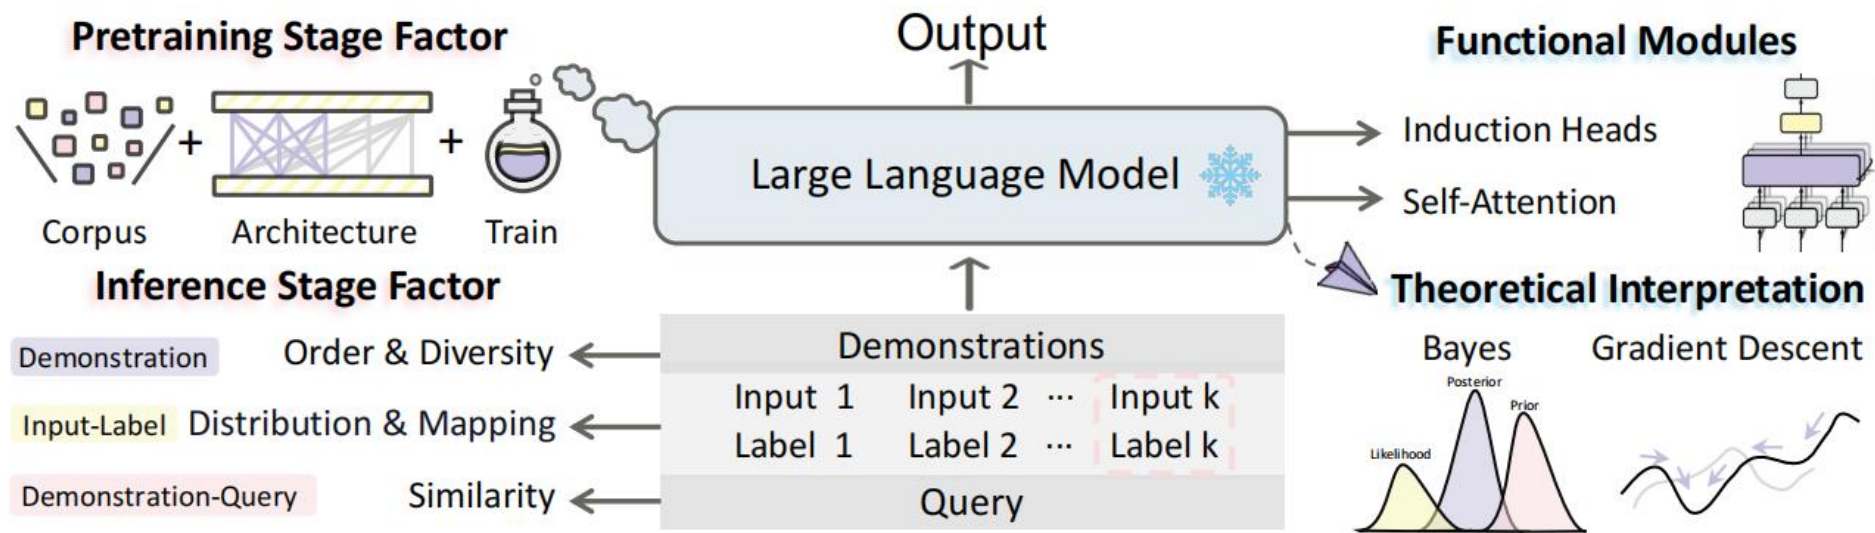 Pretraining Stage Factor
+
+
Corpus
Architecture
Train
Inference Stage Factor
Demonstration
Order & Diversity
Input-Label
Distribution & Mapping
Demonstration-Query
Similarity
Output
Large Language Model
Demonstrations
Input 1 Input 2 ... Input k
Label 1 Label 2 ... Label k
Query
Functional Modules
Induction Heads
Self-Attention
Theoretical Interpretation
Bayes
Gradient Descent
Posterior
Prior
Likelihood